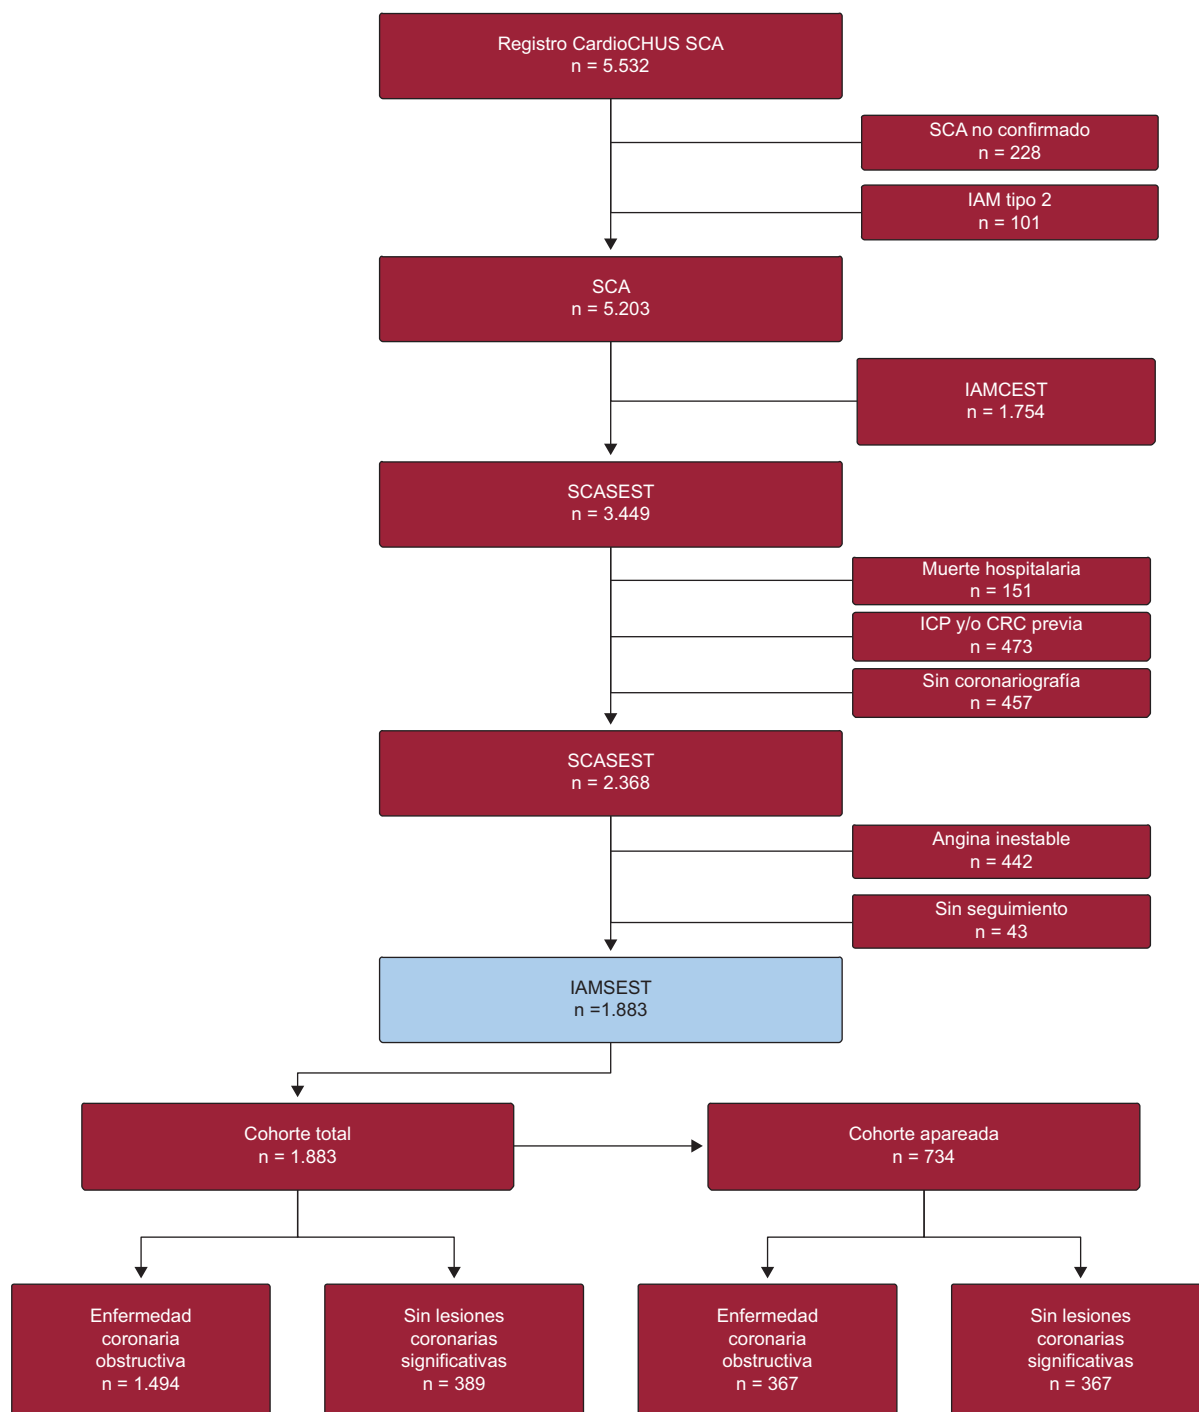 Registro CardioCHUS SCA
n = 5.532
SCA no confirmado
n = 228
IAM tipo 2
n = 101
SCA
n = 5.203
IAMCEST
n = 1.754
SCASEST
n = 3.449
Muerte hospitalaria
n = 151
ICP y/o CRC previa
n = 473
Sin coronariografía
n = 457
SCASEST
n = 2.368
Angina inestable
n = 442
Sin seguimiento
n = 43
IAMSEST
n =1.883
Cohorte total
n = 1.883
Cohorte apareada
n = 734
Enfermedad
coronaria
obstructiva
n = 1.494
Sin lesiones
coronarias
significativas
n = 389
Enfermedad
coronaria
obstructiva
n = 367
Sin lesiones
coronarias
significativas
n = 367